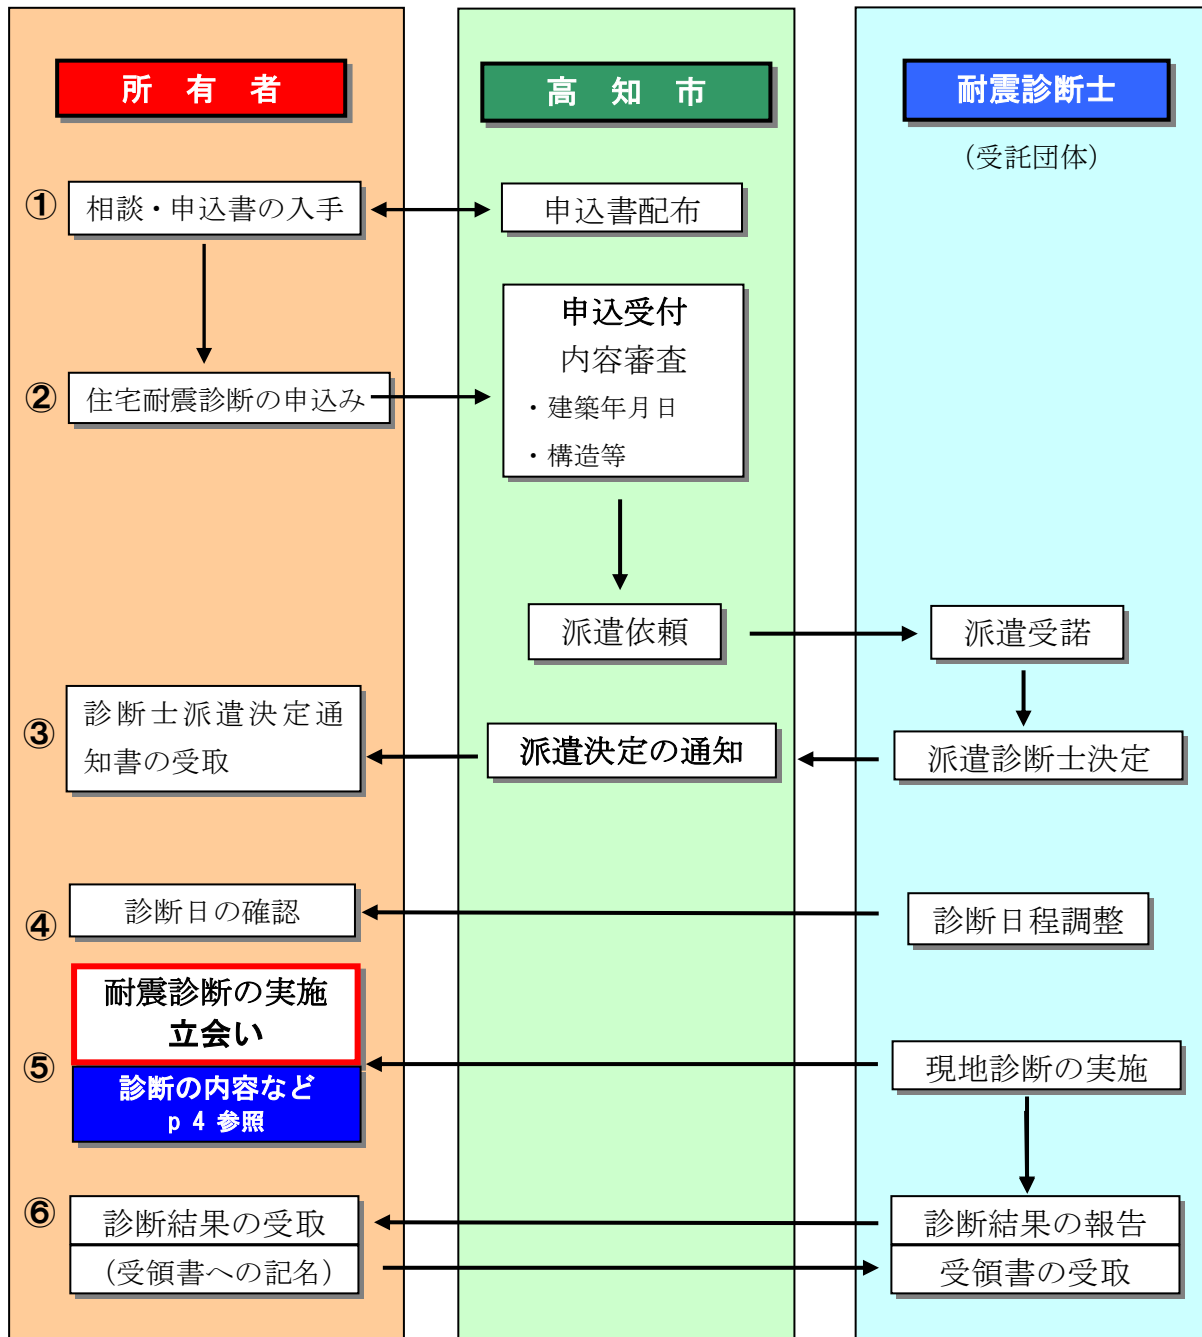 所 有 者
高 知 市
耐震診断士
（受託団体）
①
相談・申込書の入手
申込書配布
申込受付
内容審査
・建築年月日
・構造等
②
住宅耐震診断の申込み
派遣依頼
派遣受諾
③
診断士派遣決定通
知書の受取
派遣決定の通知
派遣診断士決定
④
診断日の確認
診断日程調整
⑤
耐震診断の実施
立会い
診断の内容など
ｐ４参照
現地診断の実施
⑥
診断結果の受取
（受領書への記名）
診断結果の報告
受領書の受取